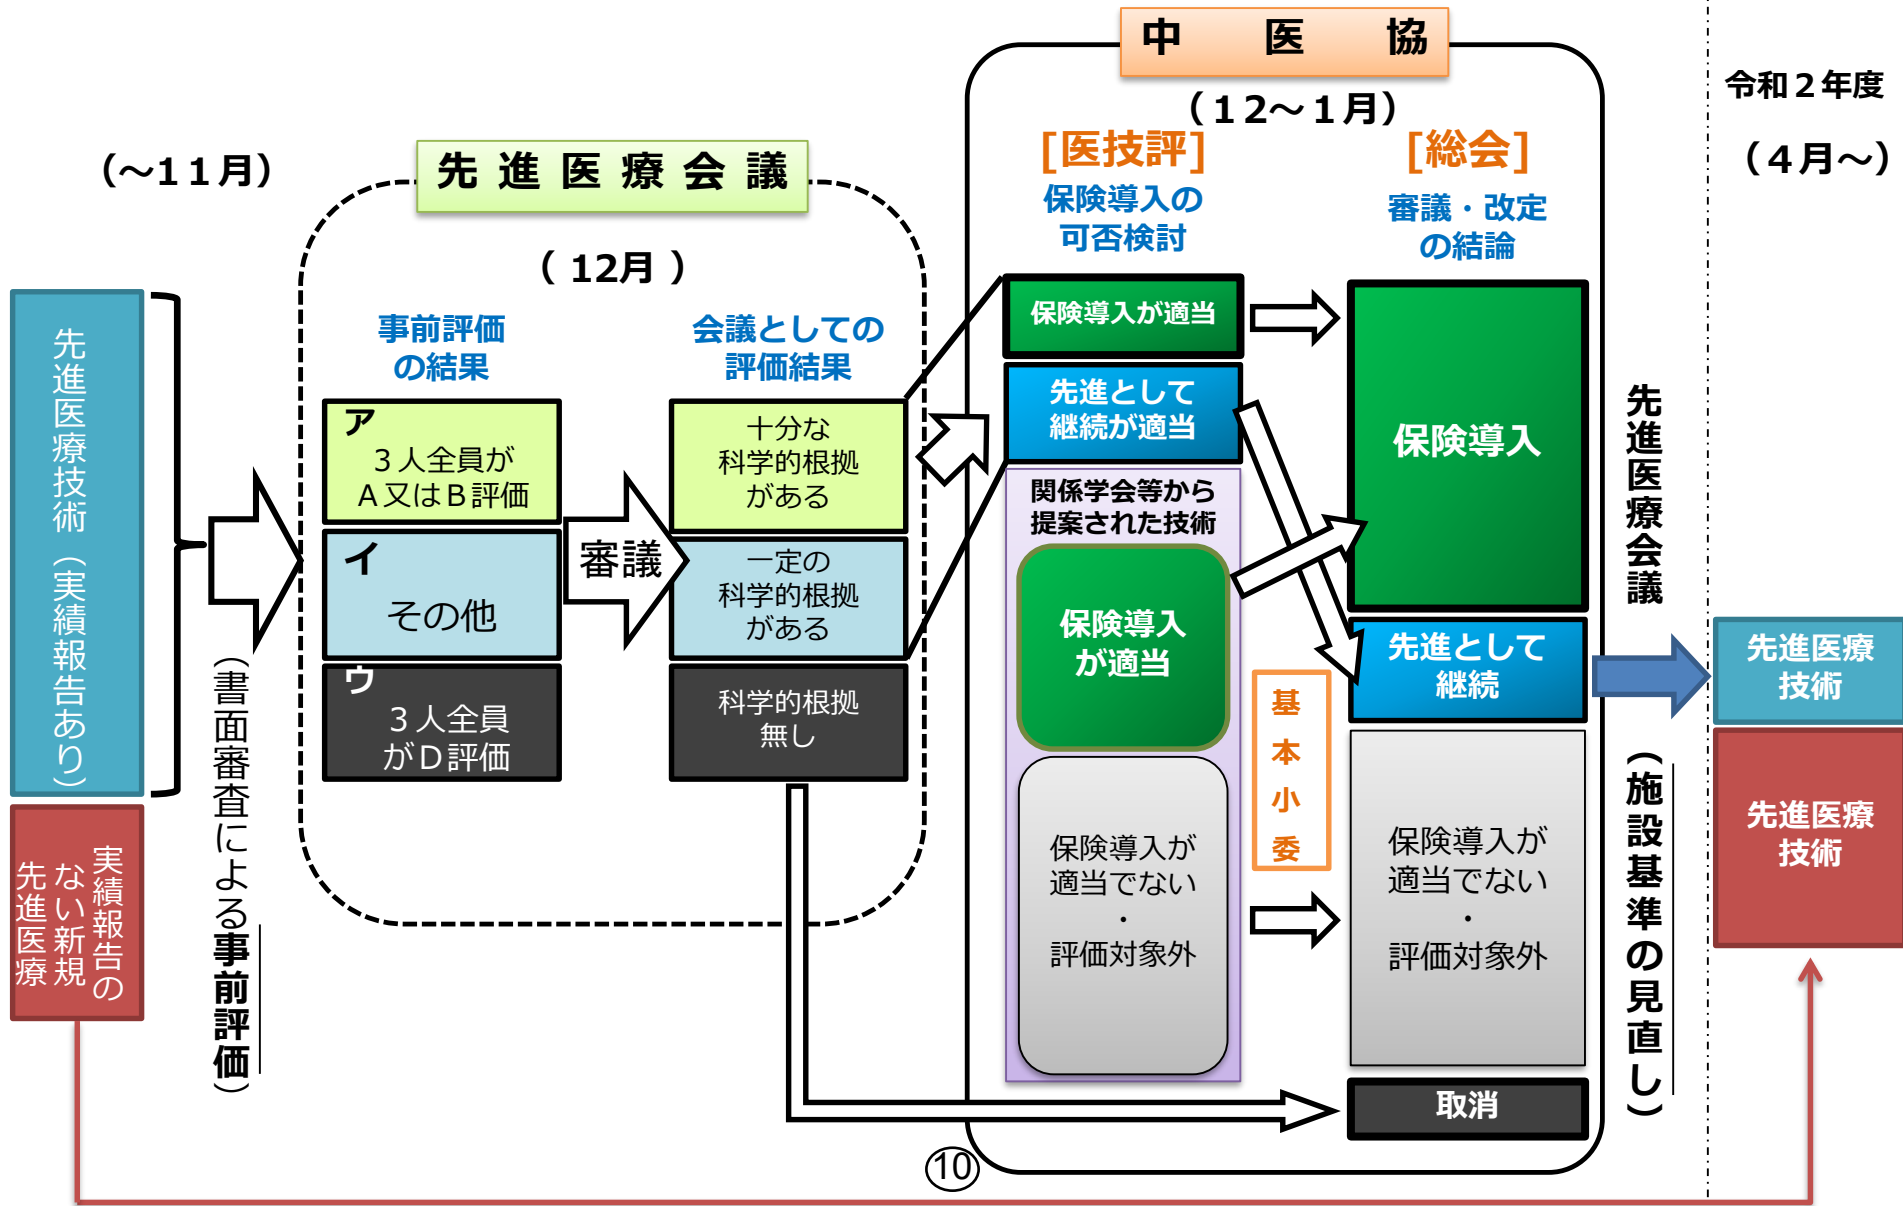 中　医　協
(１２～１月)
令和２年度
(４月～)
(～１１月)
先進医療会議
( 12月 )
[医技評]
保険導入の
可否検討
[総会]
審議・改定
の結論
事前評価
の結果
会議としての
評価結果
先進医療技術（実績報告あり）
実績報告の
ない新規
先進医療
（書面審査による事前評価）
ア
３人全員が
Ａ又はＢ評価
イ
その他
ウ
３人全員
がＤ評価
審議
十分な
科学的根拠
がある
一定の
科学的根拠
がある
科学的根拠
無し
保険導入が適当
先進として
継続が適当
関係学会等から
提案された技術
保険導入
が適当
保険導入が
適当でない
・
評価対象外
基本小委
保険導入
先進として
継続
保険導入が
適当でない
・
評価対象外
取消
先進医療会議
（施設基準の見直し）
先進医療
技術
先進医療
技術
⑩